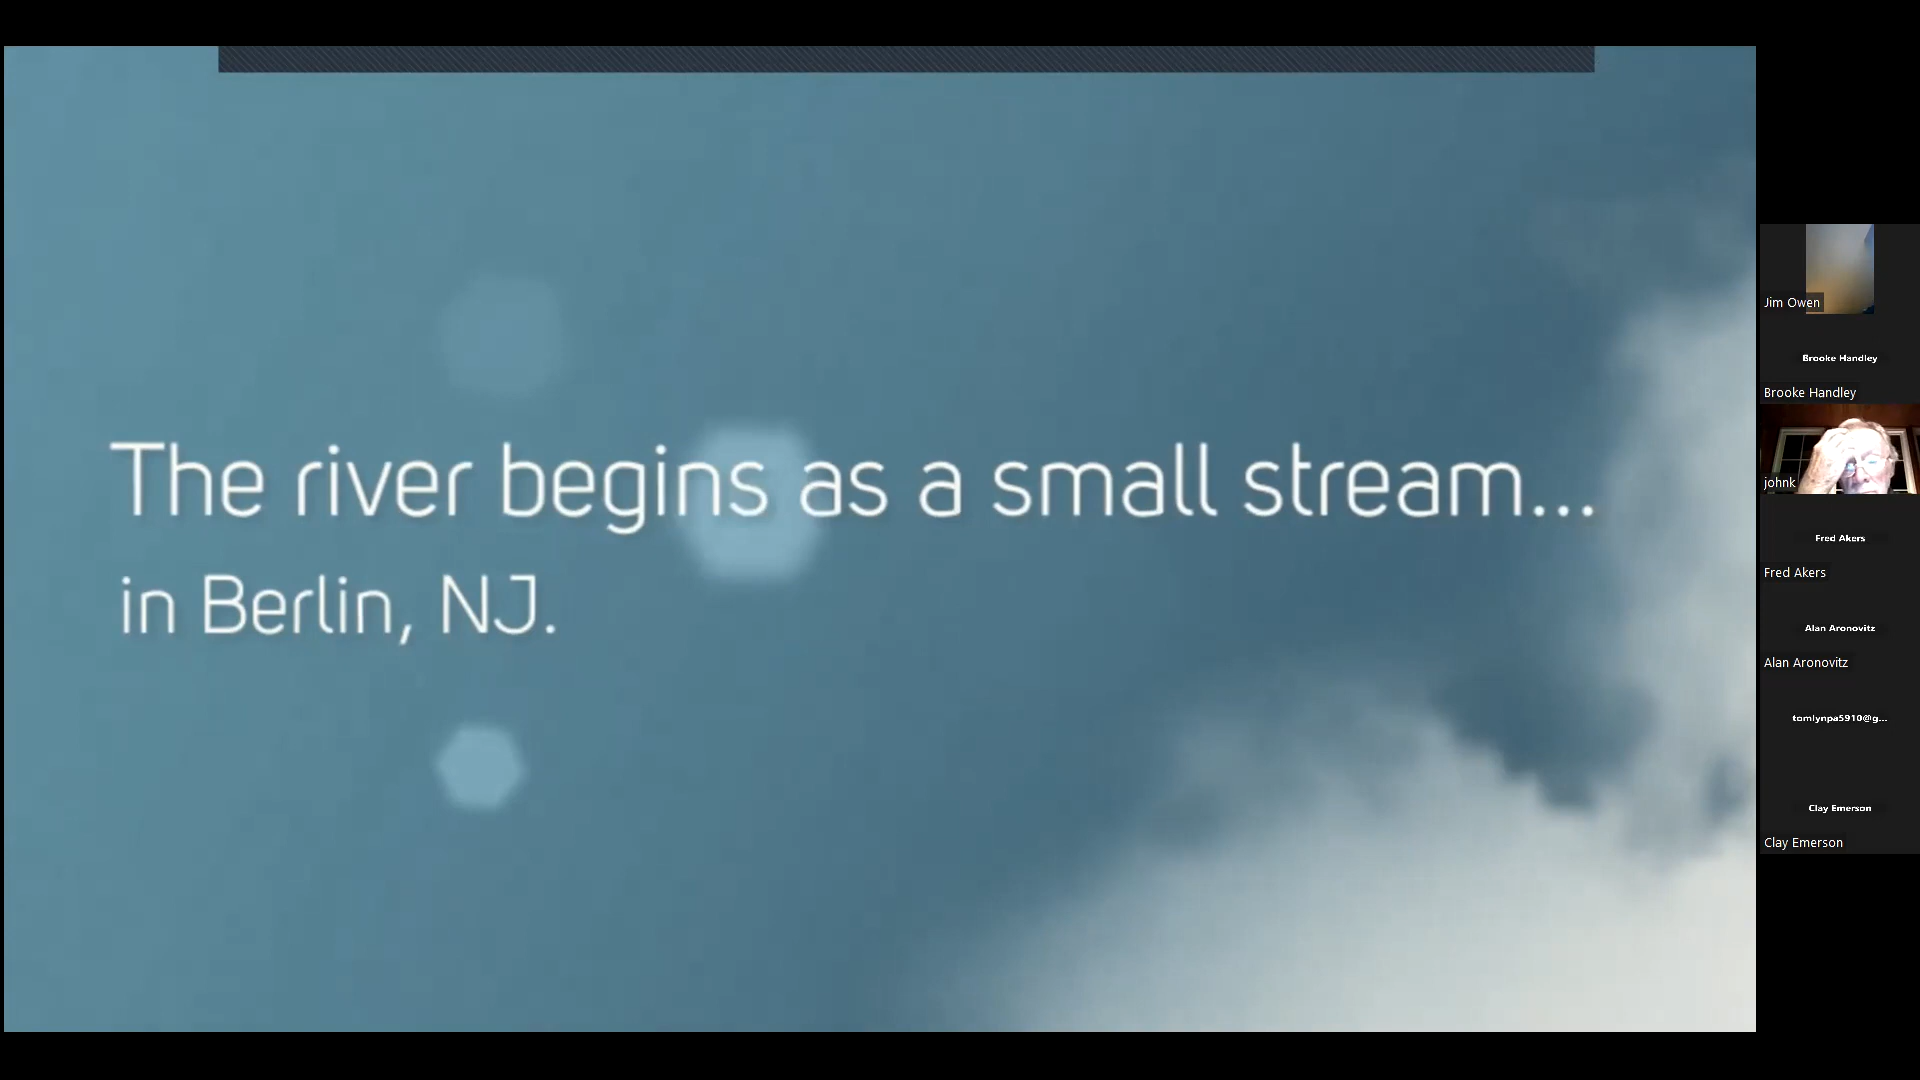 The river begins as a small stream...
in Berlin, NJ.
Jim Owen
Brooke Handley
Brooke Handley
johnk
Fred Akers
Fred Akers
Alan Aronovitz
Alan Aronovitz
tomlynpa5910@g...
Clay Emerson
Clay Emerson